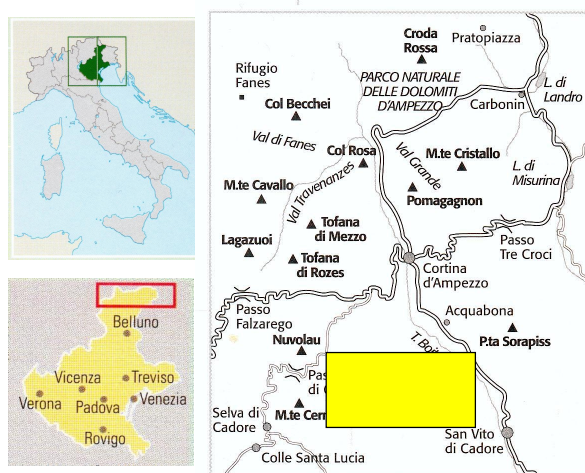 Belluno
Vicenza
Treviso
Verona
Padova
Venezia
Rovigo
Croda
Rossa
Pratopiazza
Rifugio
Fanes
PARCO NATURALE
DELLE DOLOMITI
D'AMPEZZO
L. di
Landro
Carbonin
Col Becchei
Val di Fanes
Col Rosa
Val Grande
M.te Cristallo
L. di
Misurina
M.te Cavallo
Val Travenanzes
Pomagagnon
Tofana
di Mezzo
Lagazuoi
Tofana
di Rozes
Passo
Tre Croci
Cortina
d'Ampezzo
Passo
Falzarego
Acquabona
Nuvolau
P.ta Sorapiss
M.te
Selva di
Cadore
San Vito
di Cadore
Colle Santa Lucia